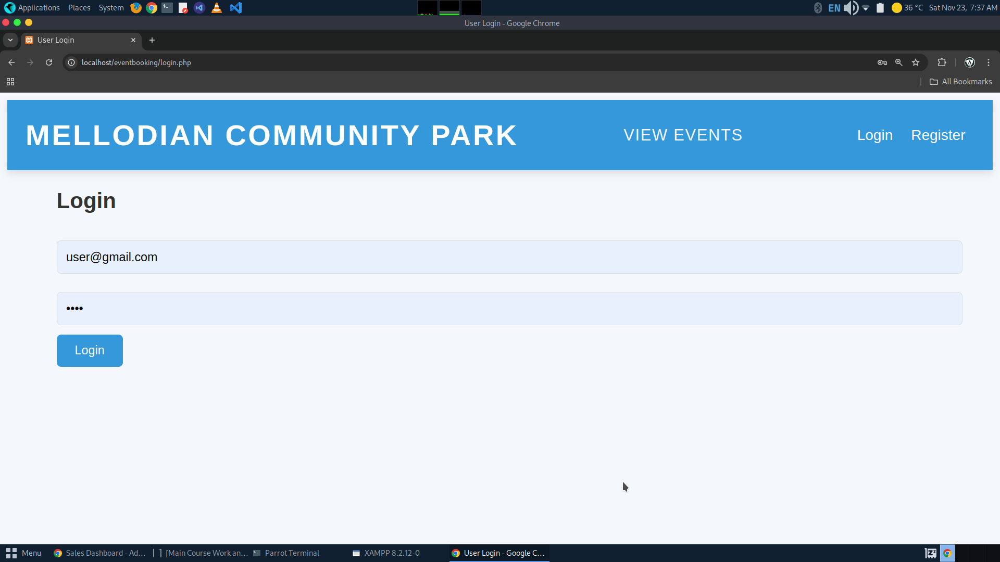 Applications Places System EN 36 °C Sat Nov 23, 7:37 AM
User Login - Google Chrome
User Login
localhost/eventbooking/login.php
All Bookmarks
MELLODIAN COMMUNITY PARK VIEW EVENTS Login Register
Login
user@gmail.com
••••
Login
Menu Sales Dashboard - Ad... [Main Course Work an... Parrot Terminal XAMPP 8.2.12-0 User Login - Google C...